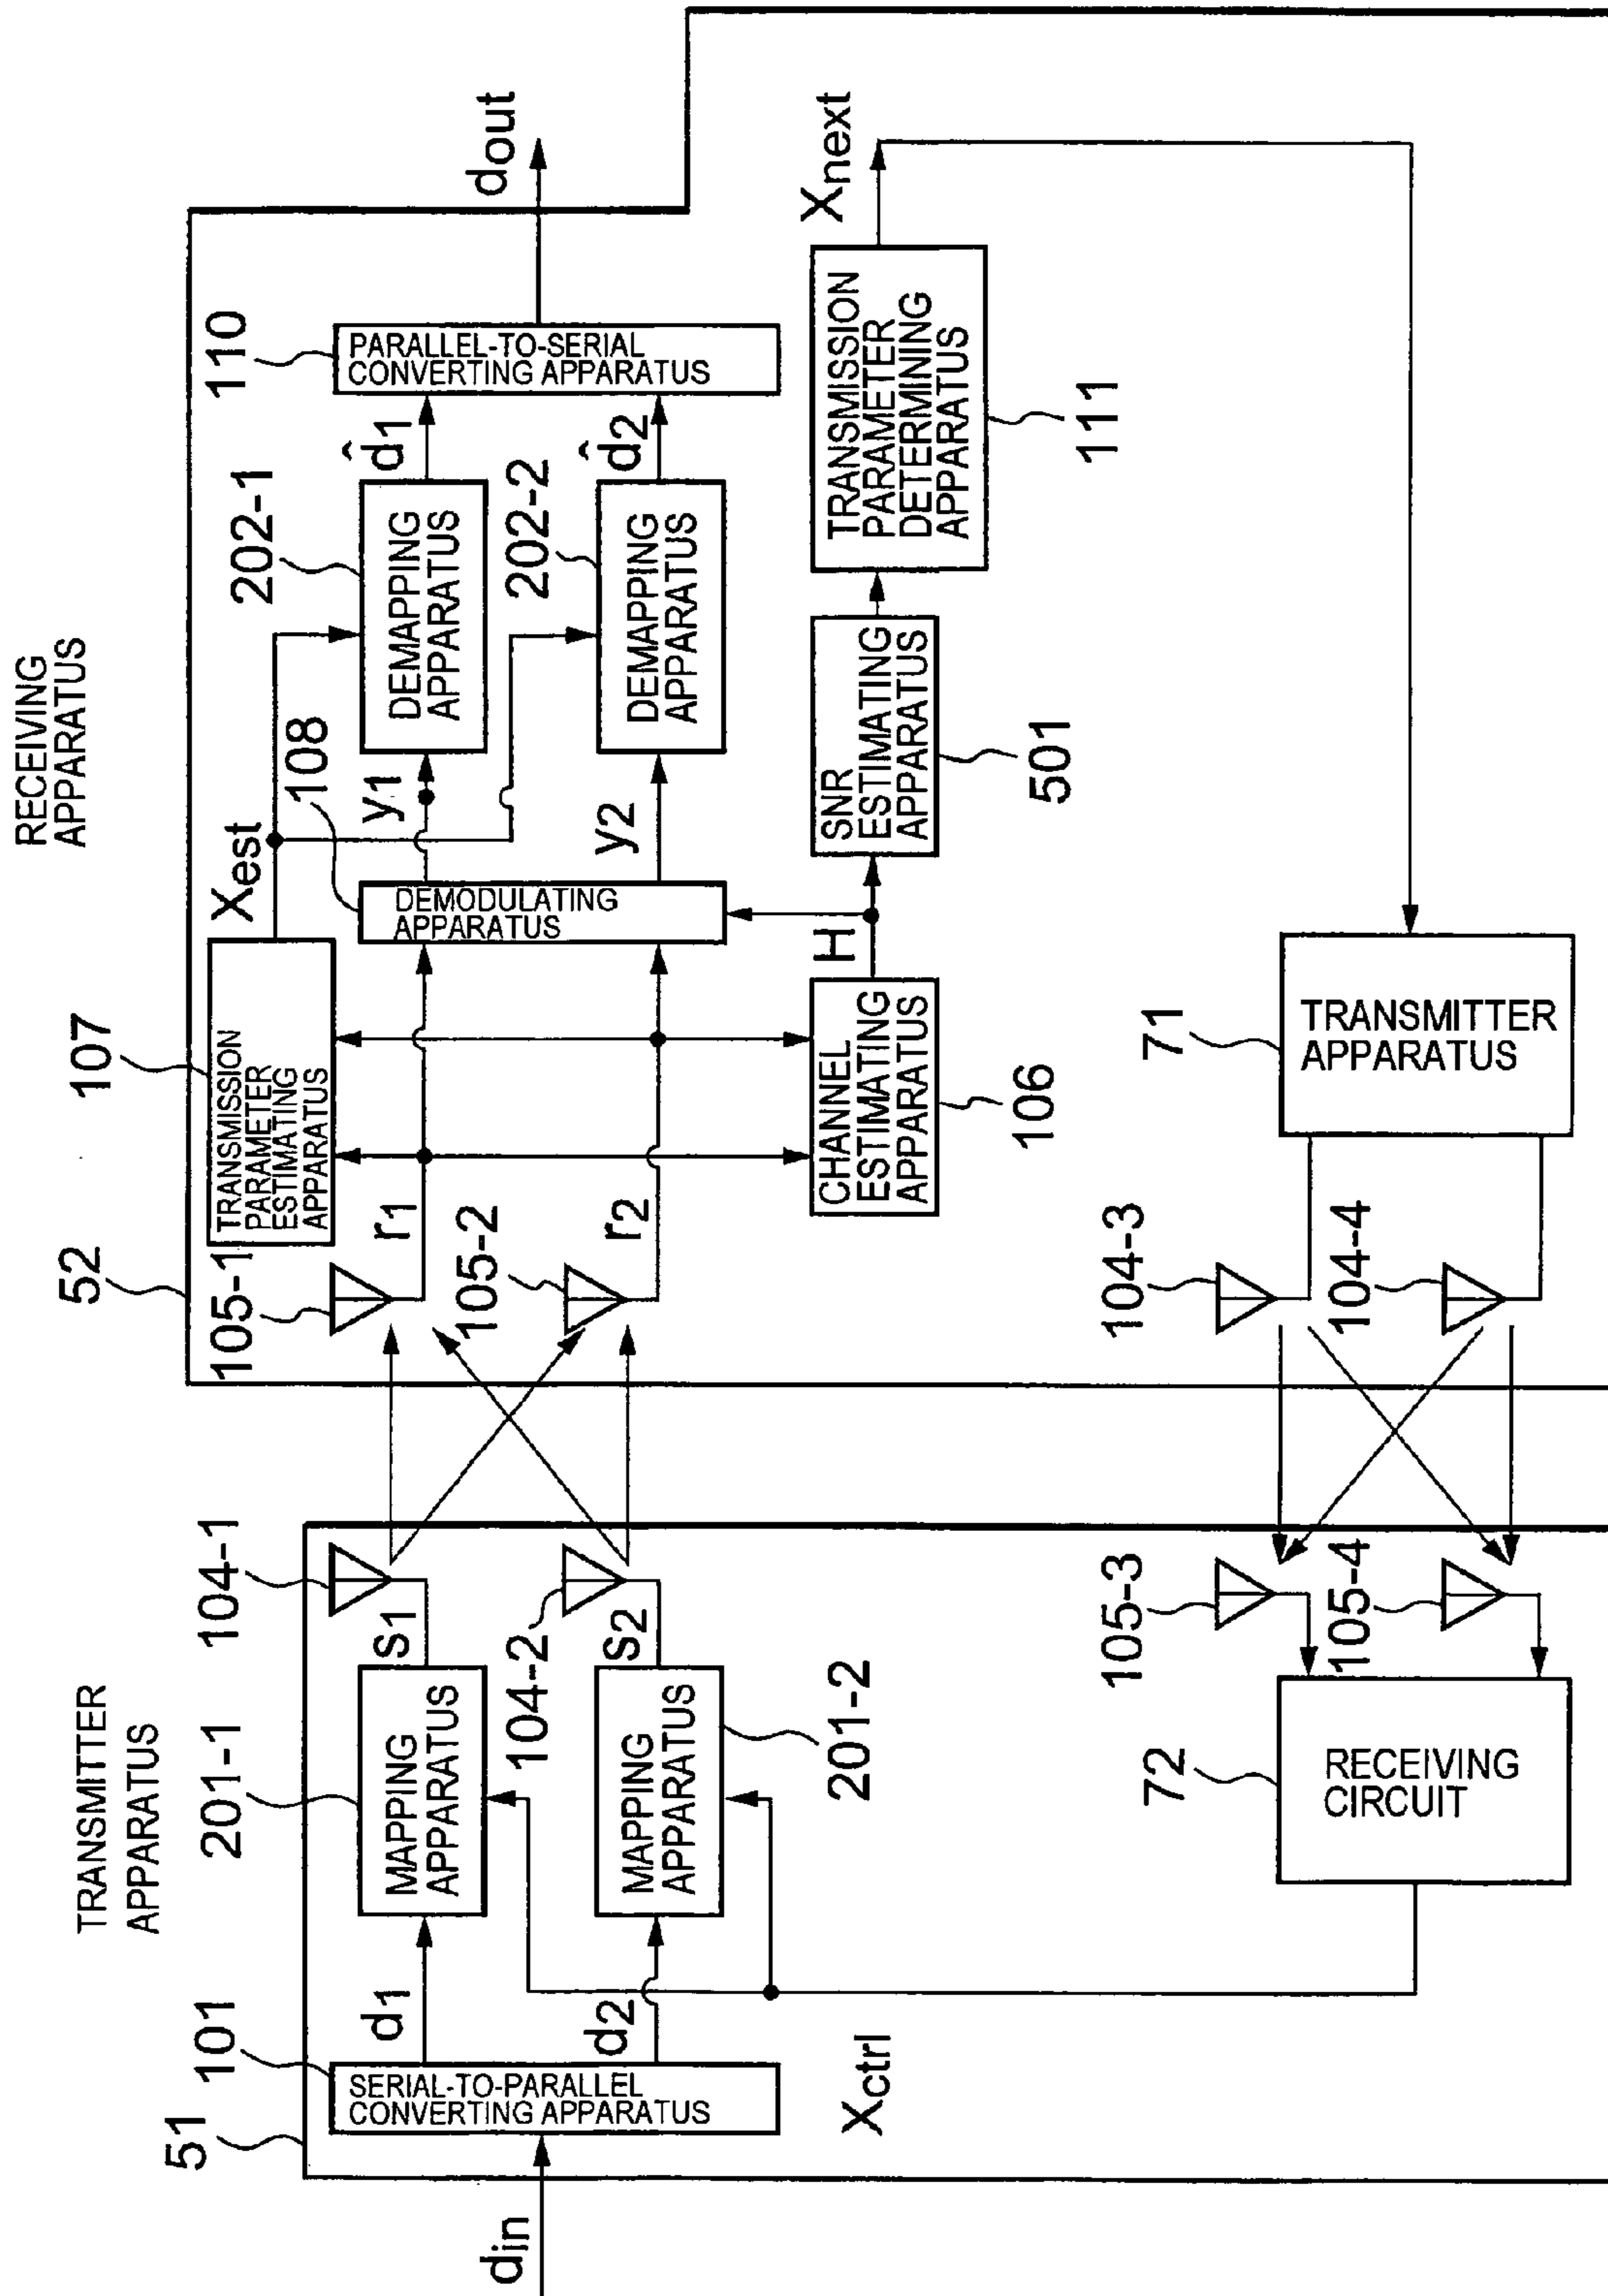 TRANSMITTER
APPARATUS
RECEIVING
APPARATUS
51
101
201-1
104-1
52
105-1
107
Xest
108
202-1
110
din
SERIAL-TO-PARALLEL
CONVERTING APPARATUS
d1
d2
MAPPING
APPARATUS
s1
104-2
MAPPING
APPARATUS
s2
201-2
Xctrl
TRANSMISSION
PARAMETER
ESTIMATING
APPARATUS
r1
105-2
r2
DEMODULATING
APPARATUS
y1
y2
DEMAPPING
APPARATUS
202-2
DEMAPPING
APPARATUS
d̂1
d̂2
PARALLEL-TO-SERIAL
CONVERTING APPARATUS
dout
CHANNEL
ESTIMATING
APPARATUS
106
H
SNR
ESTIMATING
APPARATUS
501
TRANSMISSION
PARAMETER
DETERMINING
APPARATUS
111
Xnext
72
RECEIVING
CIRCUIT
105-3
105-4
104-3
104-4
71
TRANSMITTER
APPARATUS